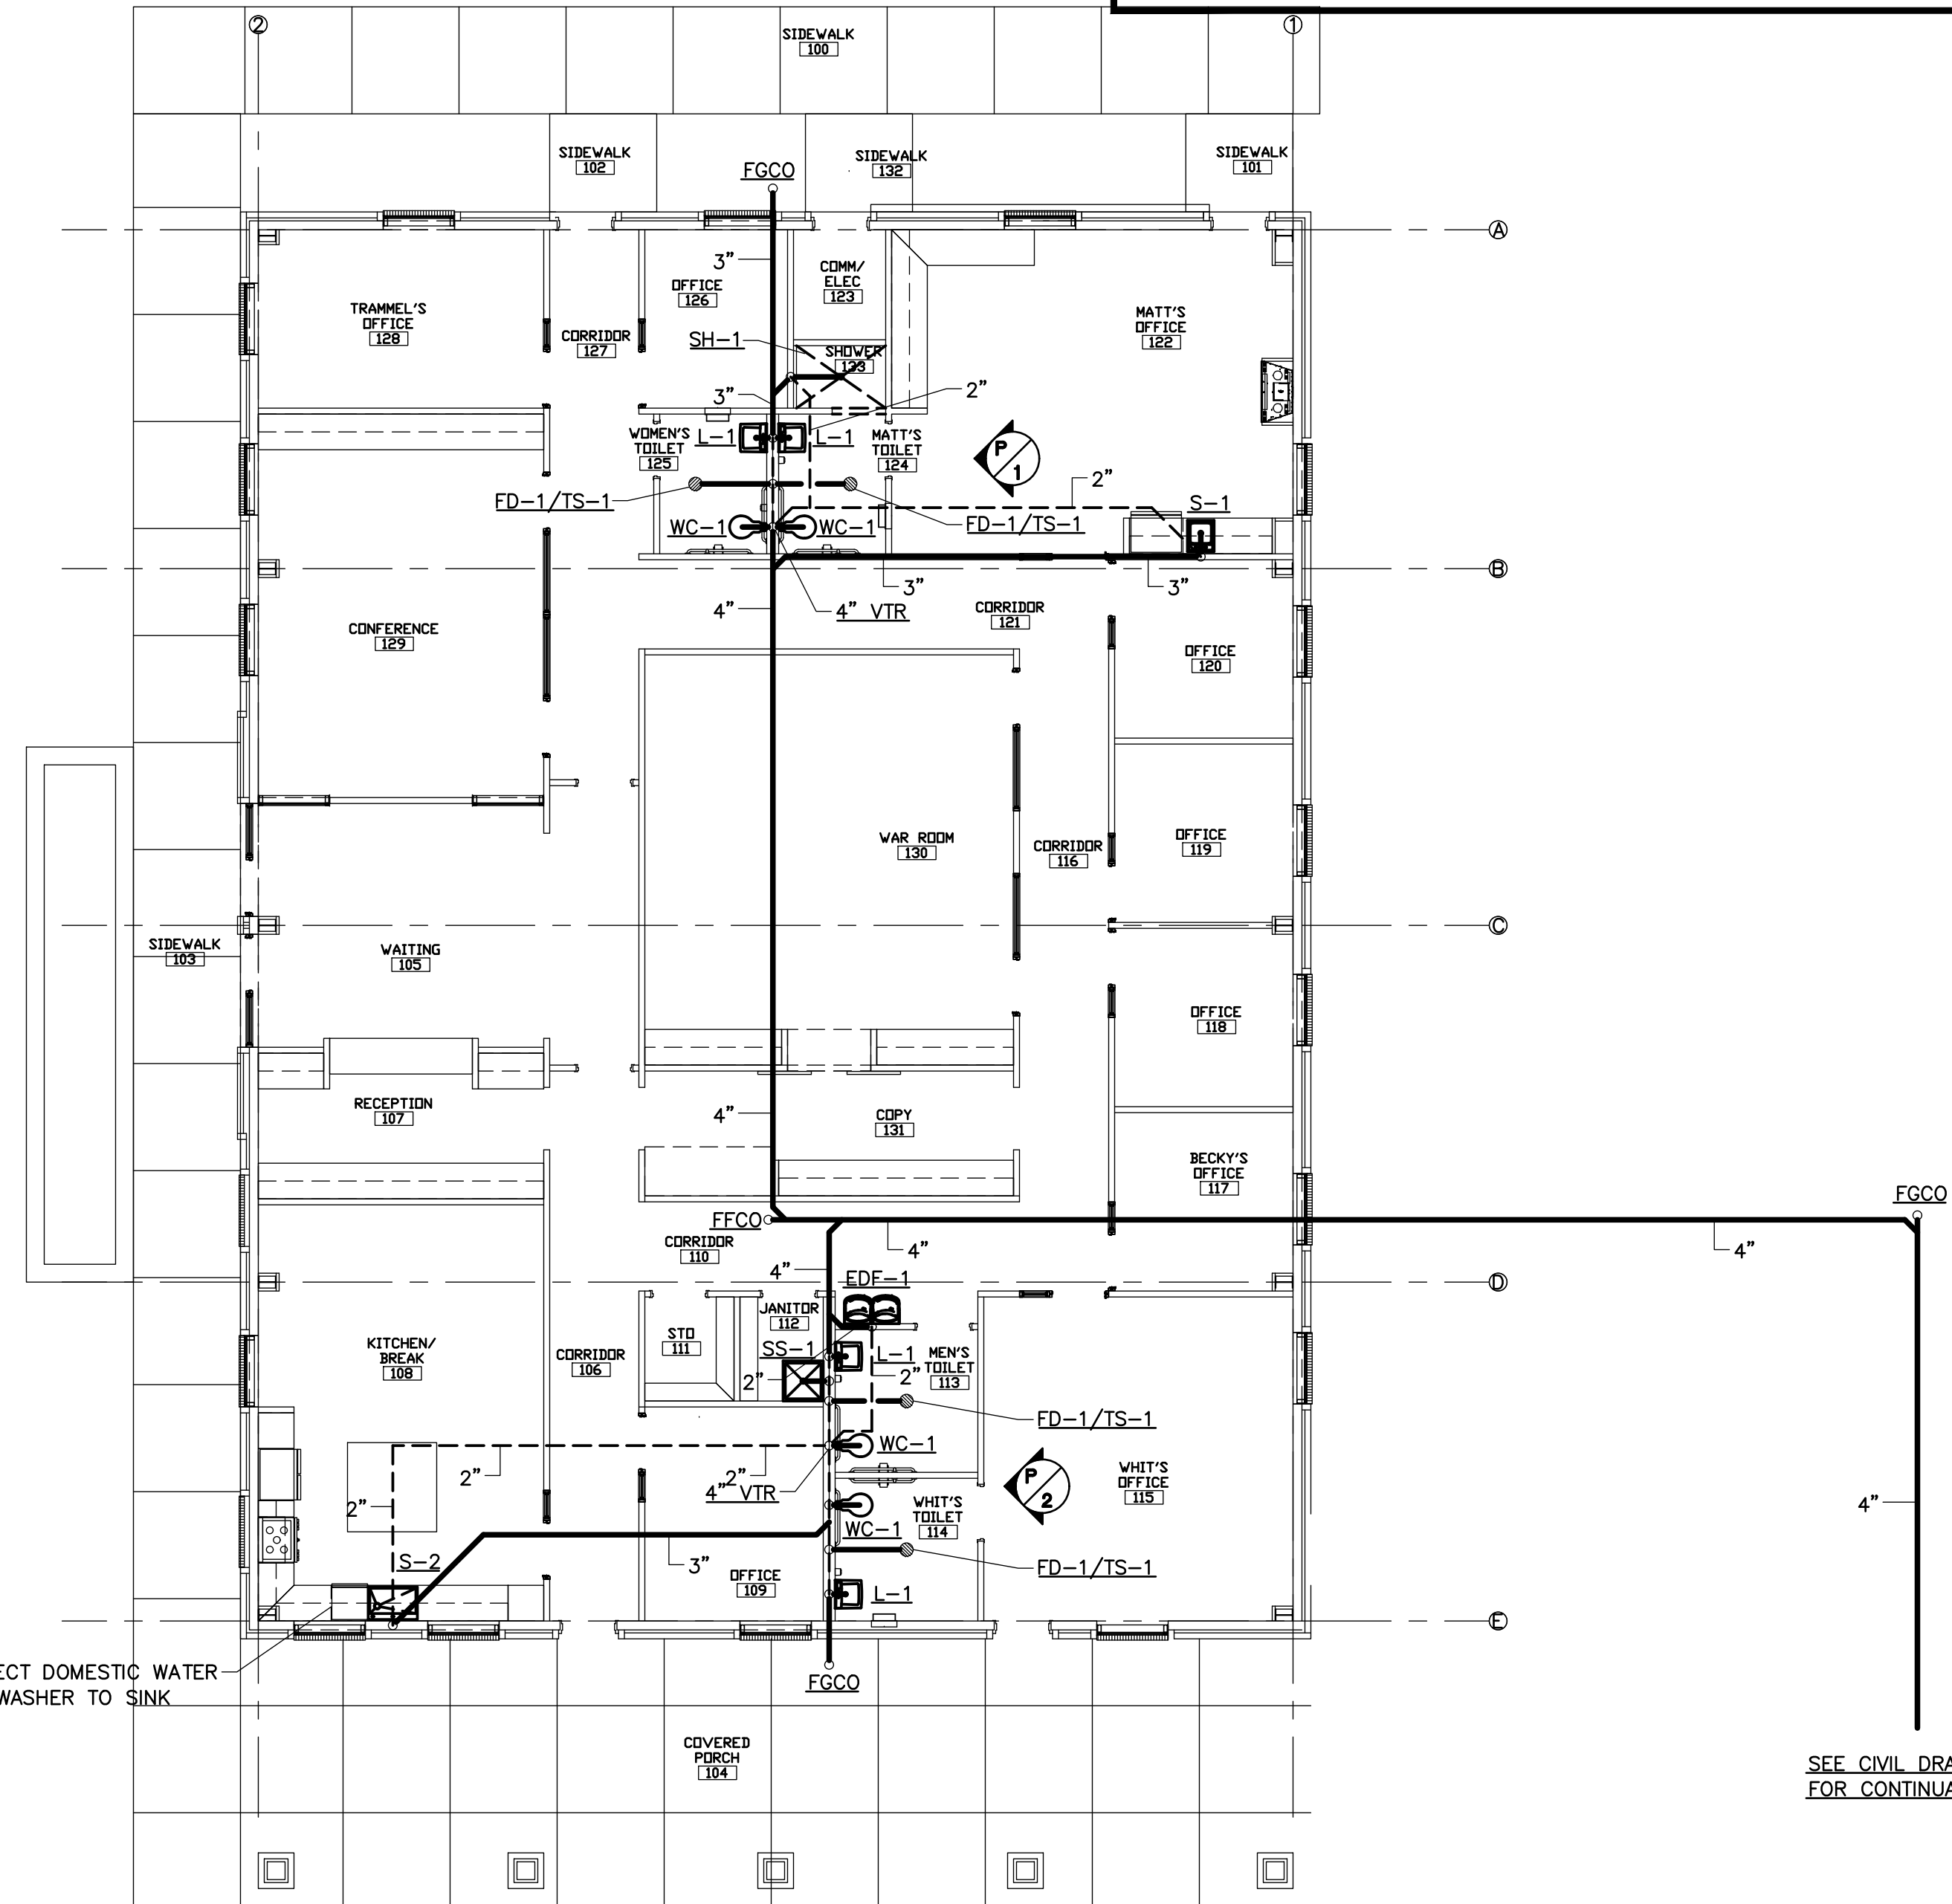 2
1
SIDEWALK
100
SIDEWALK
102
FGCO
SIDEWALK
132
SIDEWALK
101
A
3"
OFFICE
126
COMM/
ELEC
123
TRAMMEL'S
OFFICE
128
CORRIDOR
127
MATT'S
OFFICE
122
SH-1
SHOWER
133
3"
2"
WOMEN'S
TOILET
125
L-1
L-1
MATT'S
TOILET
124
P
1
2"
FD-1/TS-1
S-1
WC-1
WC-1
FD-1/TS-1
B
3"
3"
4"
4" VTR
CORRIDOR
121
CONFERENCE
129
OFFICE
120
WAR ROOM
130
CORRIDOR
116
OFFICE
119
C
SIDEWALK
103
WAITING
105
OFFICE
118
RECEPTION
107
4"
COPY
131
BECKY'S
OFFICE
117
FGCO
FFCO
CORRIDOR
110
4"
4"
4"
EDF-1
D
JANITOR
112
STO
111
KITCHEN/
BREAK
108
CORRIDOR
106
SS-1
L-1
MEN'S
TOILET
113
2"
2"
FD-1/TS-1
WC-1
2"
2"
4" VTR
P
2
WHIT'S
OFFICE
115
2"
WHIT'S
TOILET
114
4"
WC-1
S-2
3"
OFFICE
109
FD-1/TS-1
L-1
E
ECT DOMESTIC WATER
WASHER TO SINK
FGCO
COVERED
PORCH
104
SEE CIVIL DRA
FOR CONTINUA